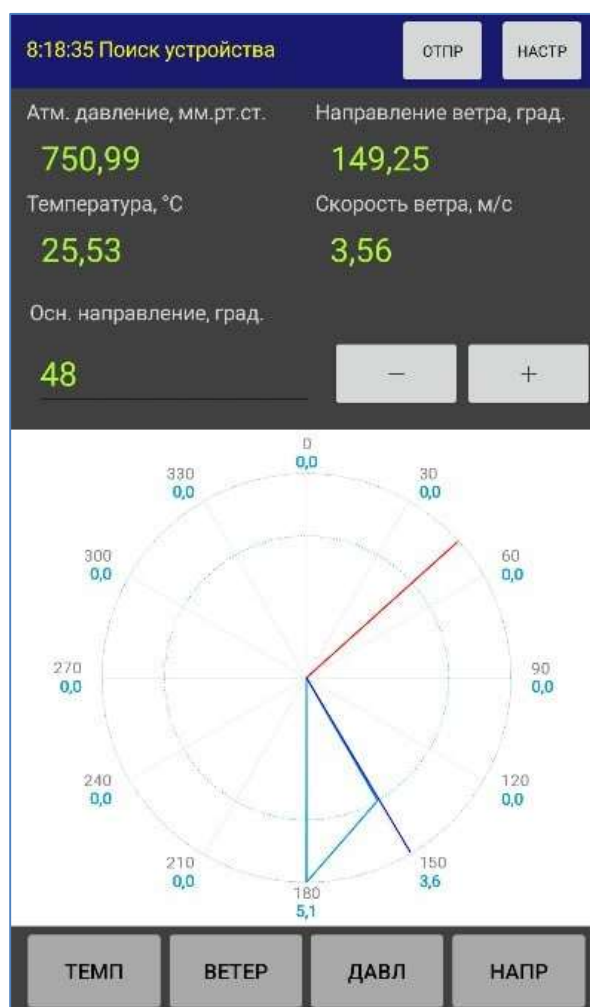 8:18:35 Поиск устройства ОТПР НАСТР
Атм. давление, мм.рт.ст. Направление ветра, град.
750,99 149,25
Температура, °C Скорость ветра, м/с
25,53 3,56
Осн. направление, град.
48 — +
0
0,0
330 30
0,0 0,0
300 60
0,0 0,0
270 90
0,0 0,0
240 120
0,0 0,0
210 150
0,0 3,6
180
5,1
ТЕМП ВЕТЕР ДАВЛ НАПР